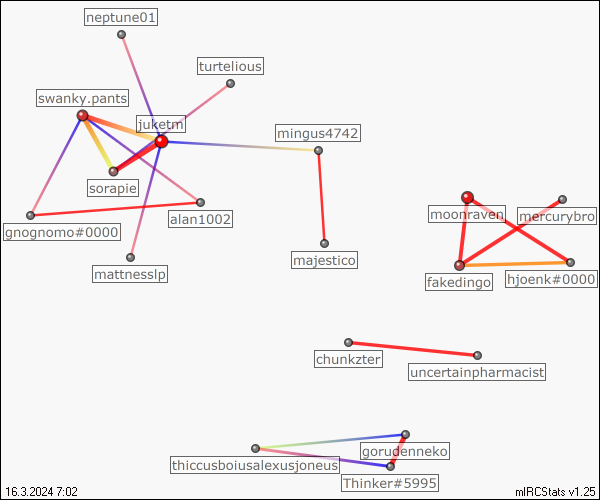 neptune01
turtelious
swanky.pants
juketm
mingus4742
sorapie
alan1002
moonraven
mercurybro
gnognomo#0000
majestico
mattnesslp
fakedingo
hjoenk#0000
chunkzter
uncertainpharmacist
gorudenneko
thiccusboiusalexusjoneus
Thinker#5995
16.3.2024 7:02
mIRCStats v1.25